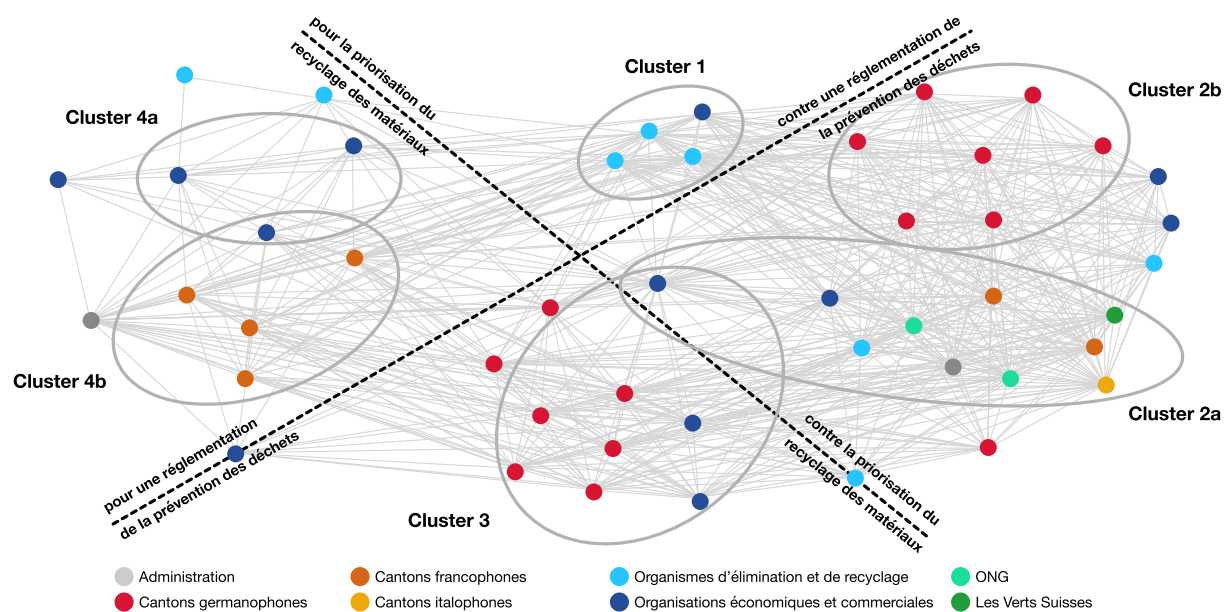 pour la priorisation du
recyclage des matériaux
contre une réglementation de
la prévention des déchets
Cluster 1
Cluster 2b
Cluster 4a
Cluster 4b
Cluster 2a
pour une réglementation
de la prévention des déchets
contre la priorisation du
recyclage des matériaux
Cluster 3
Administration
Cantons francophones
Organismes d’élimination et de recyclage
ONG
Cantons germanophones
Cantons italophones
Organisations économiques et commerciales
Les Verts Suisses